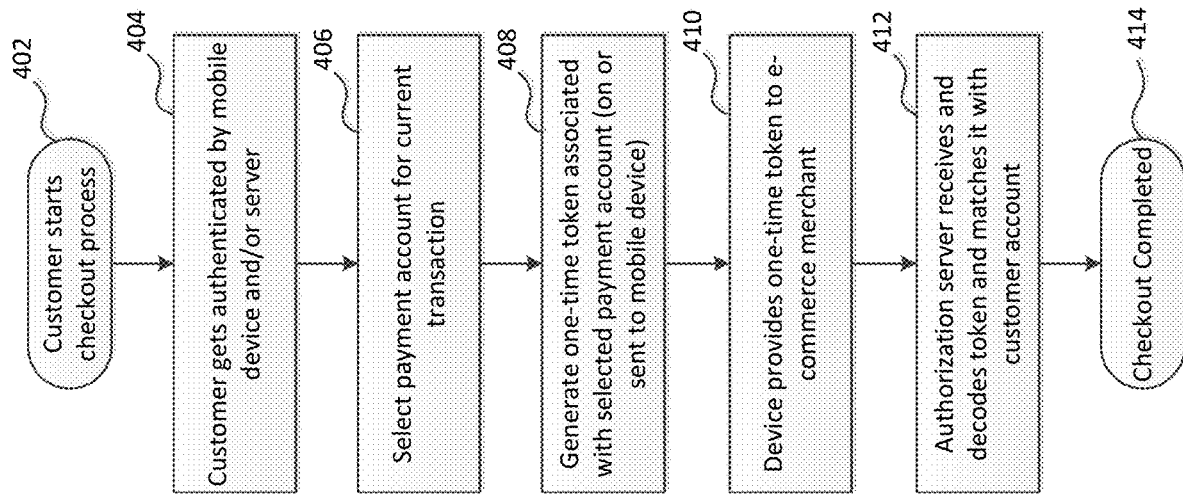 402
Customer starts
checkout process
404
Customer gets authenticated by mobile
device and/or server
406
Select payment account for current
transaction
408
Generate one-time token associated
with selected payment account (on or
sent to mobile device)
410
Device provides one-time token to e-
commerce merchant
412
Authorization server receives and
decodes token and matches it with
customer account
414
Checkout Completed